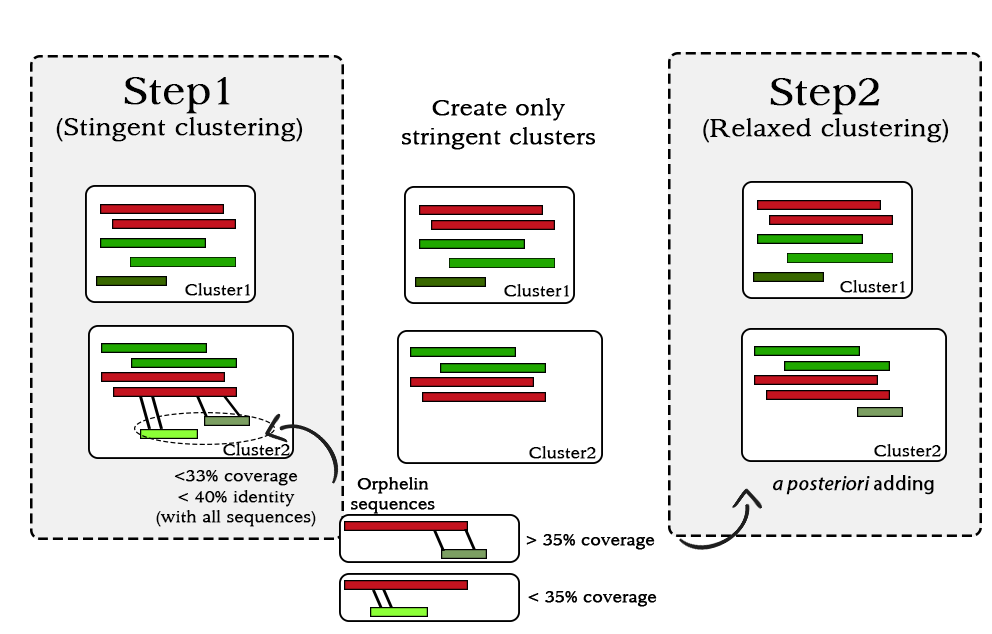 Step1
(Stingent clustering)
Cluster1
Cluster2
<33% coverage
< 40% identity
(with all sequences)
Create only
stringent clusters
Cluster1
Cluster2
Orphelin
sequences
> 35% coverage
< 35% coverage
Step2
(Relaxed clustering)
Cluster1
Cluster2
a posteriori adding